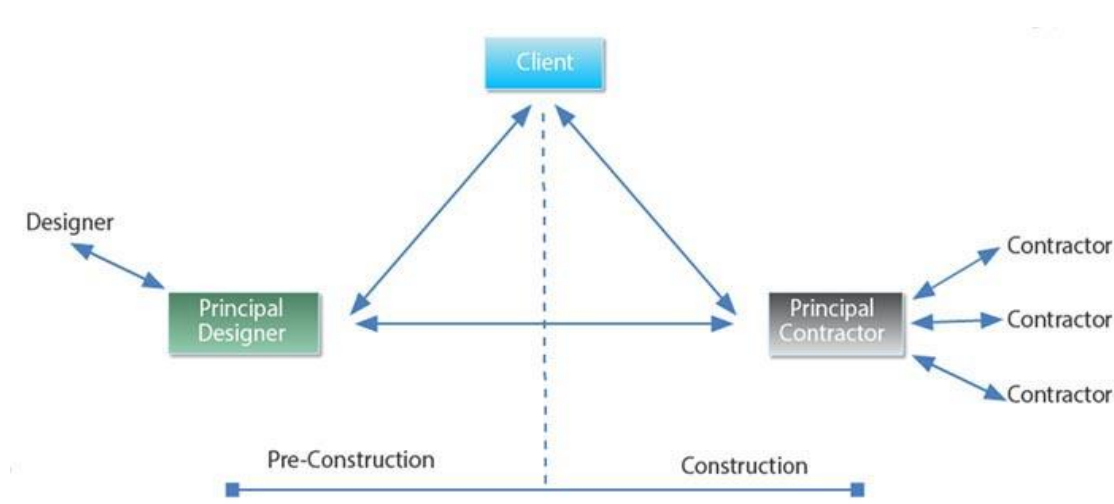 Client
Designer
Principal
Designer
Principal
Contractor
Contractor
Contractor
Contractor
Pre-Construction
Construction